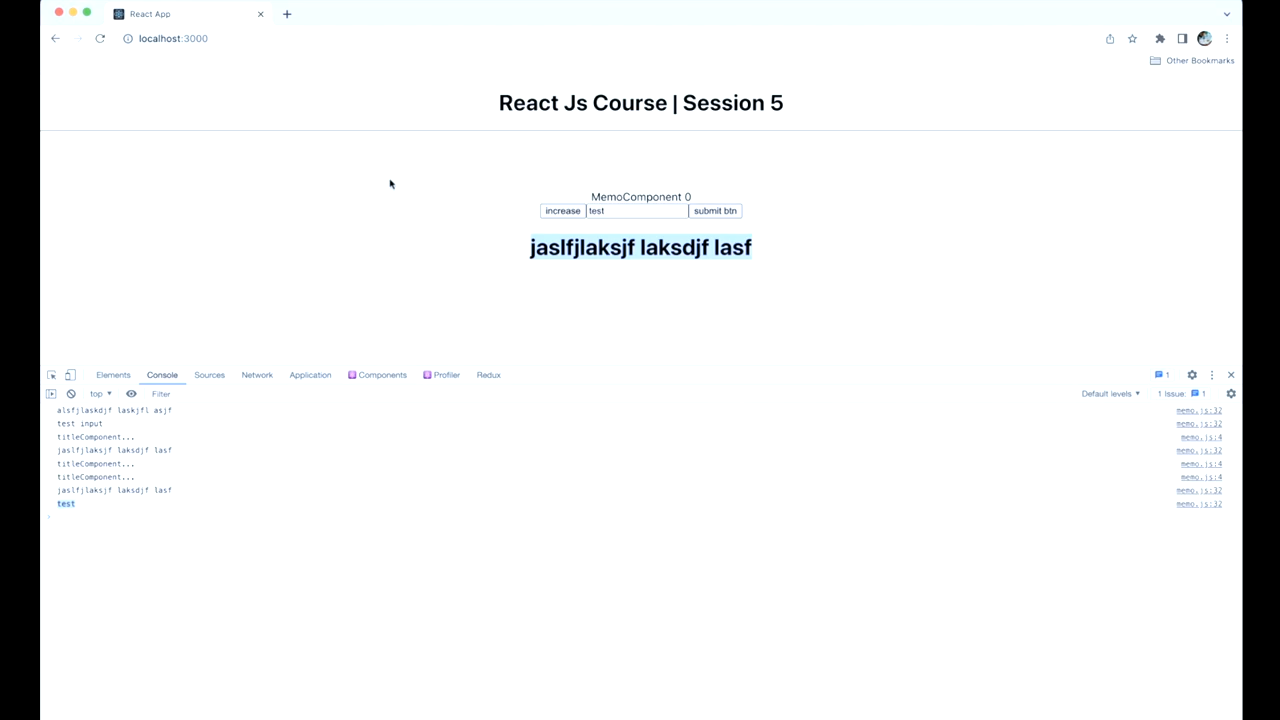 React App
localhost:3000
Other Bookmarks
React Js Course | Session 5
MemoComponent 0
increase test submit btn
jaslfjlaksjf laksdjf lasf
Elements Console Sources Network Application Components Profiler Redux 1
top Filter Default levels 1 Issue: 1
alsfjlaskdjf laskjfl asjf memo.js:32
test input memo.js:32
titleComponent... memo.js:4
jaslfjlaksjf laksdjf lasf memo.js:32
titleComponent... memo.js:4
titleComponent... memo.js:4
jaslfjlaksjf laksdjf lasf memo.js:32
test memo.js:32